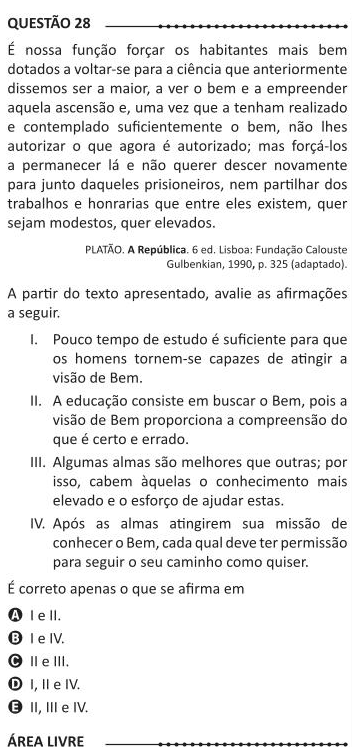 QUESTÃO 28
É nossa função forçar os habitantes mais bem
dotados a voltar-se para a ciência que anteriormente
dissemos ser a maior, a ver o bem e a empreender
aquela ascensão e, uma vez que a tenham realizado
e contemplado suficientemente o bem, não lhes
autorizar o que agora é autorizado; mas forçá-los
a permanecer lá e não querer descer novamente
para junto daqueles prisioneiros, nem partilhar dos
trabalhos e honrarias que entre eles existem, quer
sejam modestos, quer elevados.
PLATÃO. A República. 6 ed. Lisboa: Fundação Calouste
Gulbenkian, 1990, p. 325 (adaptado).
A partir do texto apresentado, avalie as afirmações
a seguir.
I. Pouco tempo de estudo é suficiente para que
os homens tornem-se capazes de atingir a
visão de Bem.
II. A educação consiste em buscar o Bem, pois a
visão de Bem proporciona a compreensão do
que é certo e errado.
III. Algumas almas são melhores que outras; por
isso, cabem àquelas o conhecimento mais
elevado e o esforço de ajudar estas.
IV. Após as almas atingirem sua missão de
conhecer o Bem, cada qual deve ter permissão
para seguir o seu caminho como quiser.
É correto apenas o que se afirma em
A I e II.
B I e IV.
C II e III.
D I, II e IV.
E II, III e IV.
ÁREA LIVRE